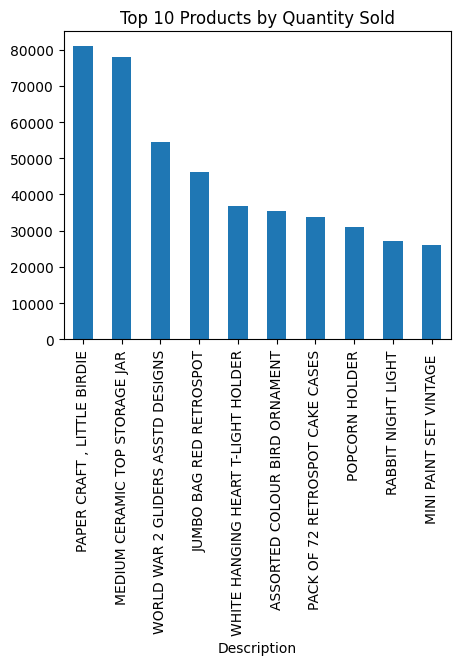 Top 10 Products by Quantity Sold
80000
70000
60000
50000
40000
30000
20000
10000
0
PAPER CRAFT , LITTLE BIRDIE
MEDIUM CERAMIC TOP STORAGE JAR
WORLD WAR 2 GLIDERS ASSTD DESIGNS
JUMBO BAG RED RETROSPOT
WHITE HANGING HEART T-LIGHT HOLDER
ASSORTED COLOUR BIRD ORNAMENT
PACK OF 72 RETROSPOT CAKE CASES
POPCORN HOLDER
RABBIT NIGHT LIGHT
MINI PAINT SET VINTAGE
Description